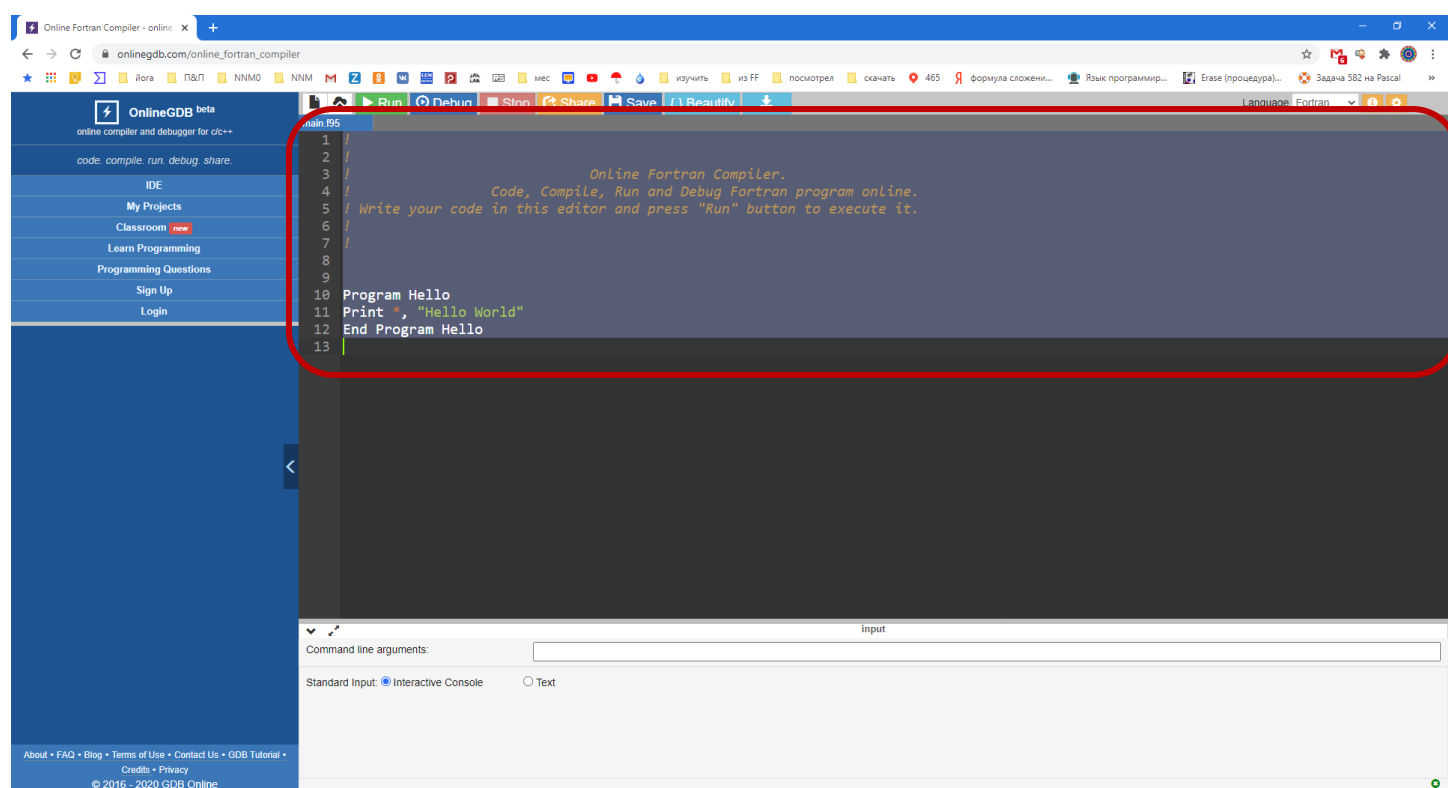 Online Fortran Compiler - online
onlinegdb.com/online_fortran_compiler
6
йога П&П NNM0 NNM мес изучить из FF посмотрел скачать 465 формула сложени... Язык программир... Erase (процедура)... Задача 582 на Pascal »
OnlineGDB beta
online compiler and debugger for c/c++
code. compile. run. debug. share.
IDE
My Projects
Classroom new
Learn Programming
Programming Questions
Sign Up
Login
About • FAQ • Blog • Terms of Use • Contact Us • GDB Tutorial •
Credits • Privacy
© 2016 - 2020 GDB Online
Run Debug Stop Share Save { } Beautify Language Fortran
main.f95
1 !
2 !
3 ! Online Fortran Compiler.
4 ! Code, Compile, Run and Debug Fortran program online.
5 ! Write your code in this editor and press "Run" button to execute it.
6 !
7 !
8
9
10 Program Hello
11 Print *, "Hello World"
12 End Program Hello
13
input
Command line arguments:
Standard Input: Interactive Console Text